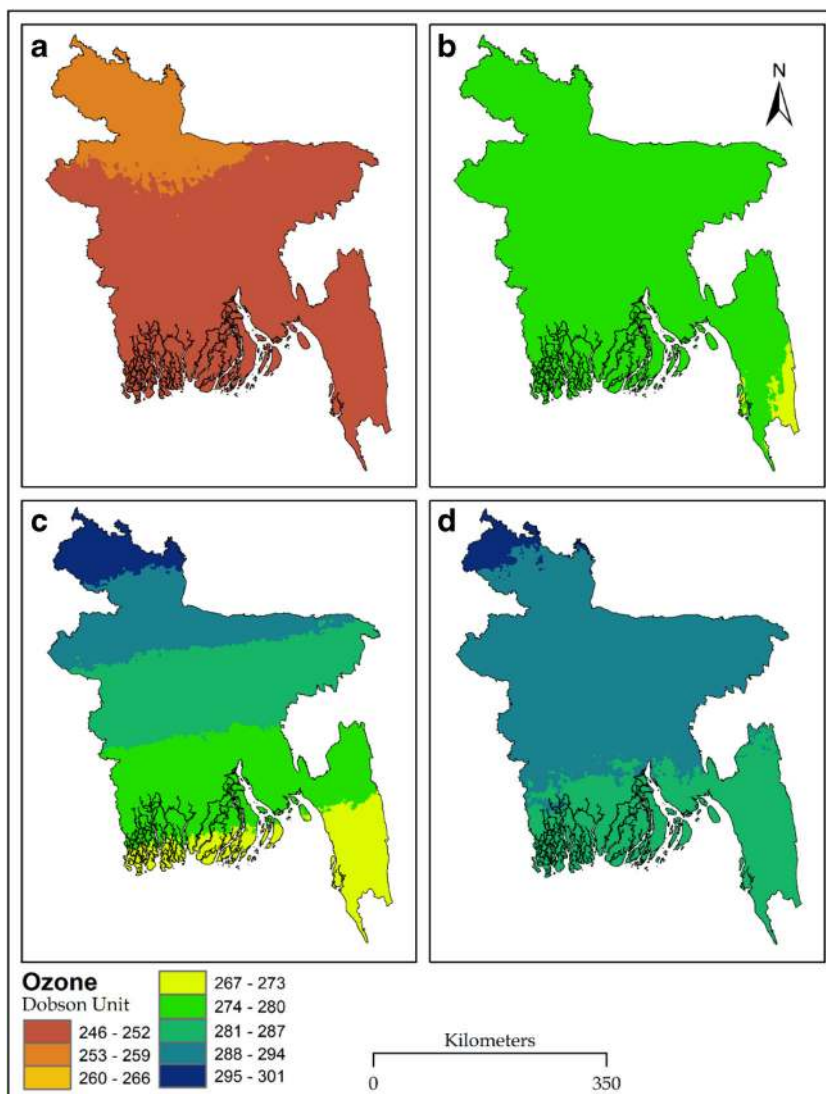 a
b
N
c
d
Ozone
Dobson Unit
246 - 252
253 - 259
260 - 266
267 - 273
274 - 280
281 - 287
288 - 294
295 - 301
Kilometers
0 350